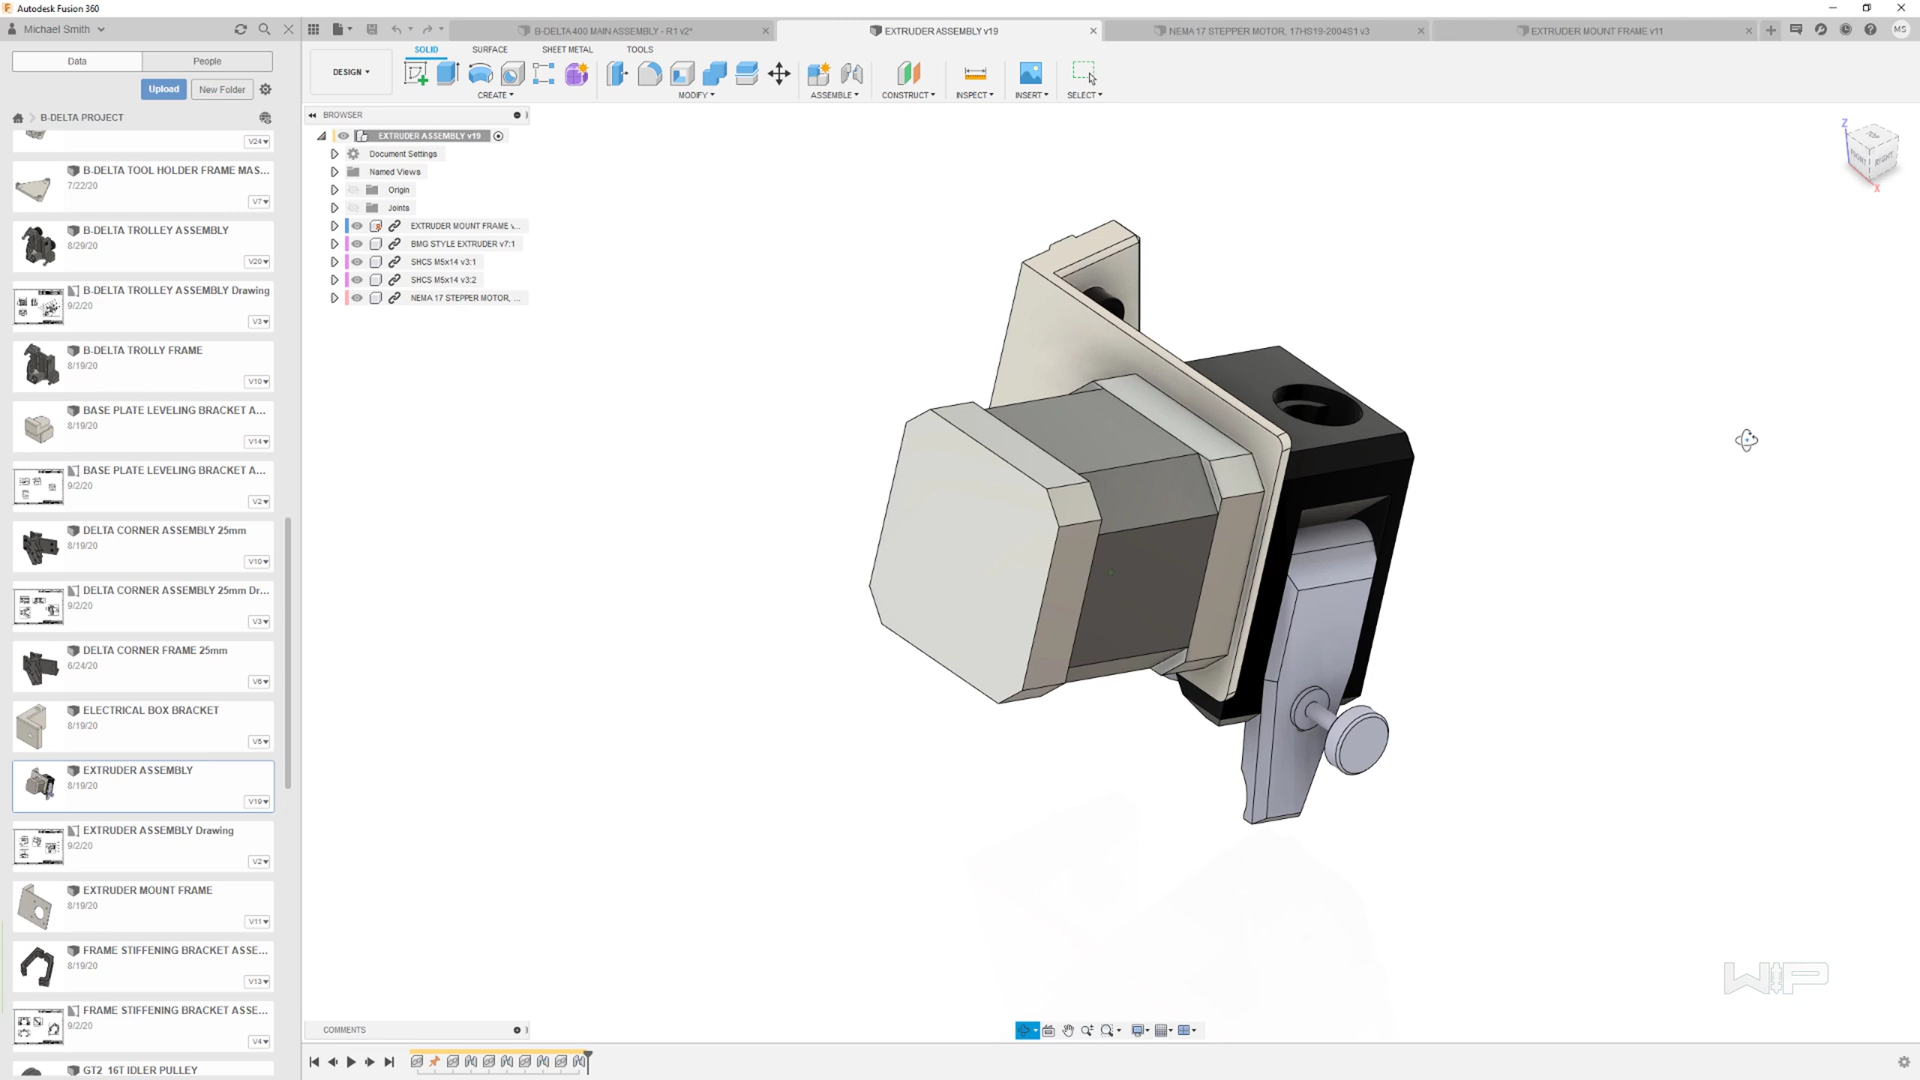 Autodesk Fusion 360
Michael Smith
Data
People
Upload
New Folder
B-DELTA PROJECT
V24
B-DELTA TOOL HOLDER FRAME MAS...
7/22/20
V7
B-DELTA TROLLEY ASSEMBLY
8/29/20
V20
B-DELTA TROLLEY ASSEMBLY Drawing
9/2/20
V3
B-DELTA TROLLY FRAME
8/19/20
V10
BASE PLATE LEVELING BRACKET A...
8/19/20
V14
BASE PLATE LEVELING BRACKET A...
9/2/20
V2
DELTA CORNER ASSEMBLY 25mm
8/19/20
V10
DELTA CORNER ASSEMBLY 25mm Dr...
9/2/20
V3
DELTA CORNER FRAME 25mm
6/24/20
V6
ELECTRICAL BOX BRACKET
8/19/20
V5
EXTRUDER ASSEMBLY
8/19/20
V19
EXTRUDER ASSEMBLY Drawing
9/2/20
V2
EXTRUDER MOUNT FRAME
8/19/20
V11
FRAME STIFFENING BRACKET ASSE...
8/19/20
V13
FRAME STIFFENING BRACKET ASSE...
9/2/20
V4
GT2 16T IDLER PULLEY
B-DELTA 400 MAIN ASSEMBLY - R1 v2*
EXTRUDER ASSEMBLY v19
NEMA 17 STEPPER MOTOR, 17HS19-2004S1 v3
EXTRUDER MOUNT FRAME v11
MS
DESIGN
SOLID
SURFACE
SHEET METAL
TOOLS
CREATE
MODIFY
ASSEMBLE
CONSTRUCT
INSPECT
INSERT
SELECT
BROWSER
EXTRUDER ASSEMBLY v19
Document Settings
Named Views
Origin
Joints
EXTRUDER MOUNT FRAME v...
BMG STYLE EXTRUDER v7:1
SHCS M5x14 v3:1
SHCS M5x14 v3:2
NEMA 17 STEPPER MOTOR, ...
Z
TOP
FRONT
RIGHT
X
WIP
COMMENTS